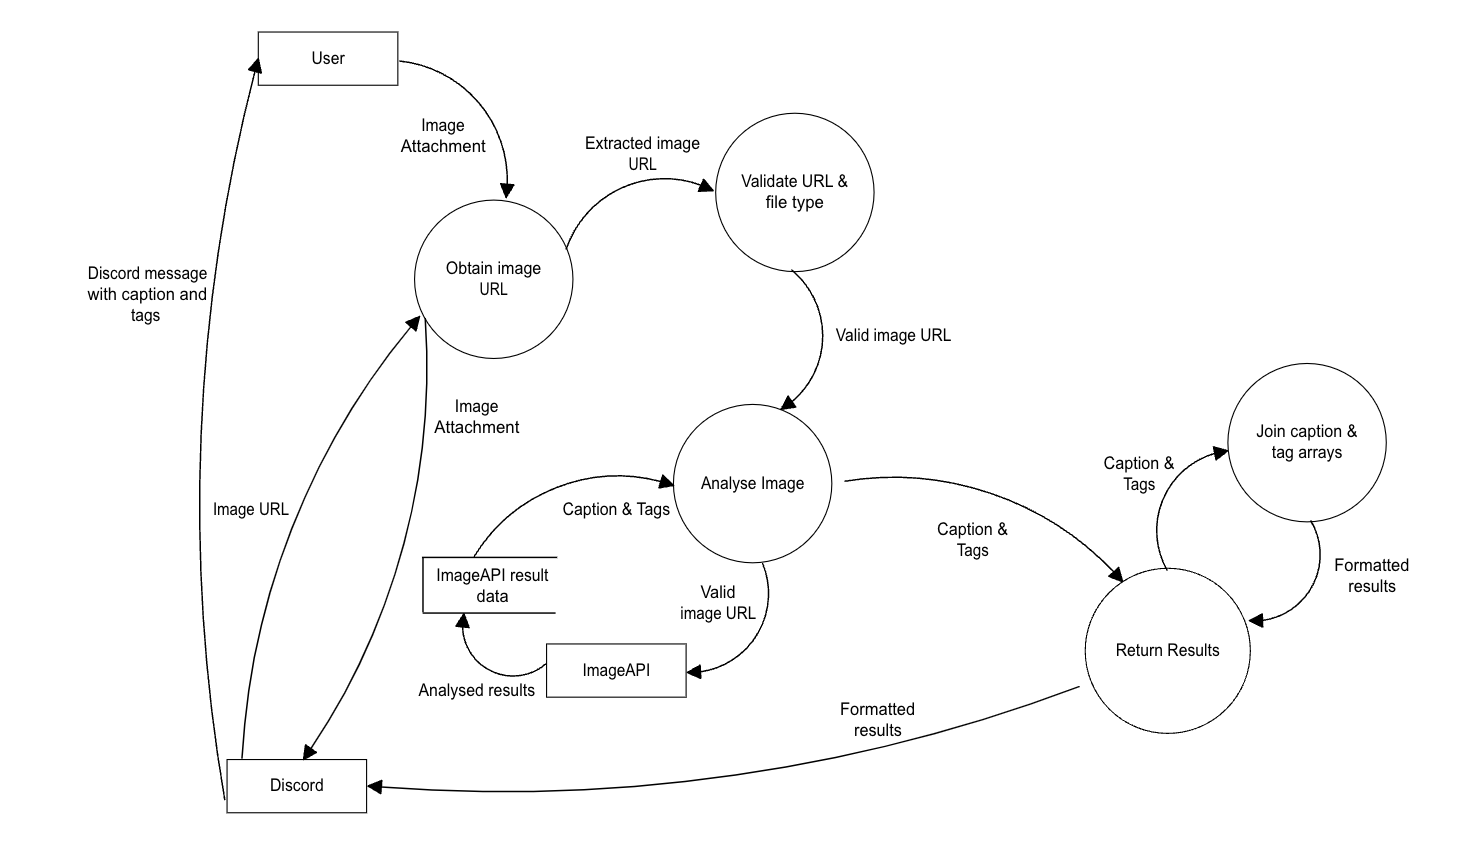 User
Image
Attachment
Extracted image
URL
Validate URL &
file type
Obtain image
URL
Discord message
with caption and
tags
Valid image URL
Image
Attachment
Join caption &
tag arrays
Caption &
Tags
Analyse Image
Image URL
Caption & Tags
Caption &
Tags
ImageAPI result
data
Valid
image URL
Formatted
results
Return Results
ImageAPI
Analysed results
Formatted
results
Discord